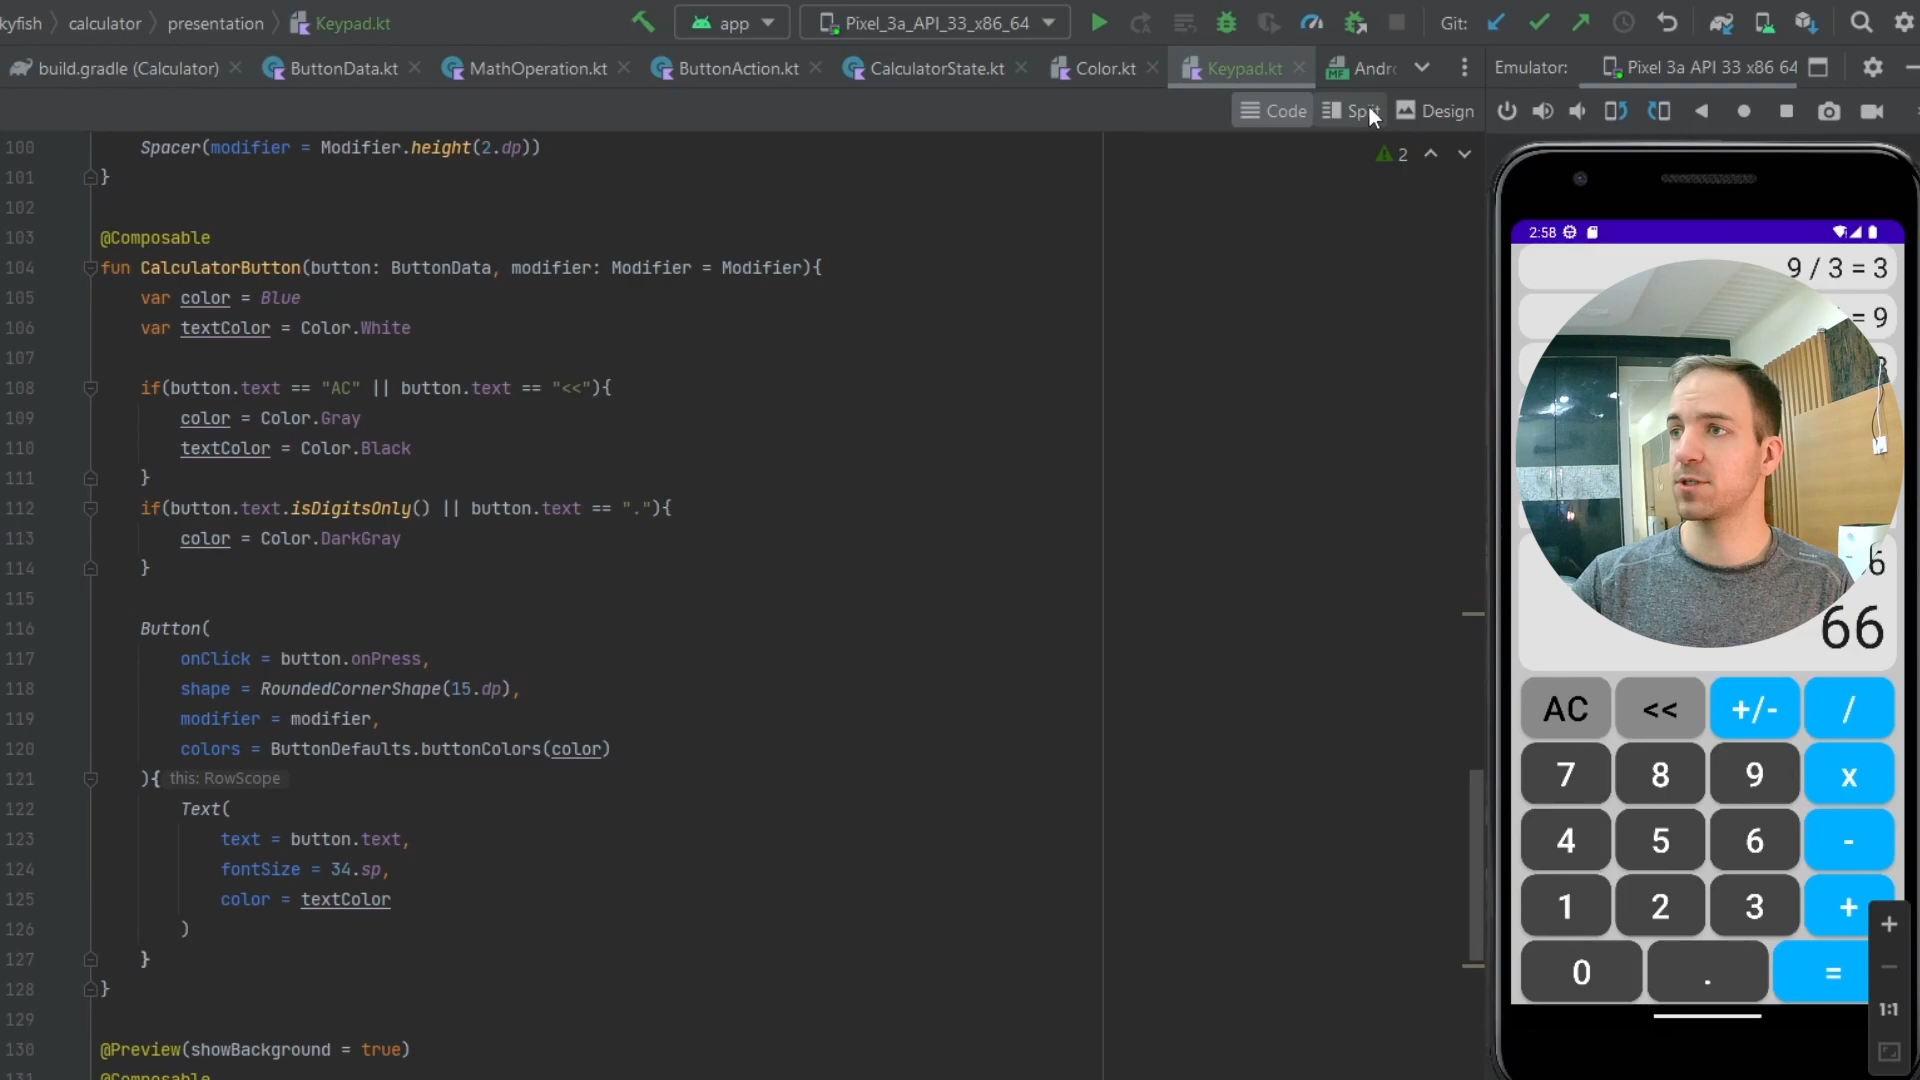 kyfish calculator presentation Keypad.kt app Pixel_3a_API_33_x86_64 Git:
build.gradle (Calculator) ButtonData.kt MathOperation.kt ButtonAction.kt CalculatorState.kt Color.kt Keypad.kt Andr Emulator: Pixel 3a API 33 x86 64
Code Split Design
2
100 Spacer(modifier = Modifier.height(2.dp))
101 }
102
103 @Composable
104 fun CalculatorButton(button: ButtonData, modifier: Modifier = Modifier){
105 var color = Blue
106 var textColor = Color.White
107
108 if(button.text == "AC" || button.text == "<<"){
109 color = Color.Gray
110 textColor = Color.Black
111 }
112 if(button.text.isDigitsOnly() || button.text == "."){
113 color = Color.DarkGray
114 }
115
116 Button(
117 onClick = button.onPress,
118 shape = RoundedCornerShape(15.dp),
119 modifier = modifier,
120 colors = ButtonDefaults.buttonColors(color)
121 ){ this: RowScope
122 Text(
123 text = button.text,
124 fontSize = 34.sp,
125 color = textColor
126 )
127 }
128 }
129
130 @Preview(showBackground = true)
131 @Composable
2:58
9 / 3 = 3
= 9
6
66
AC << +/- /
7 8 9 x
4 5 6 -
1 2 3 +
0 . =
+
−
1:1